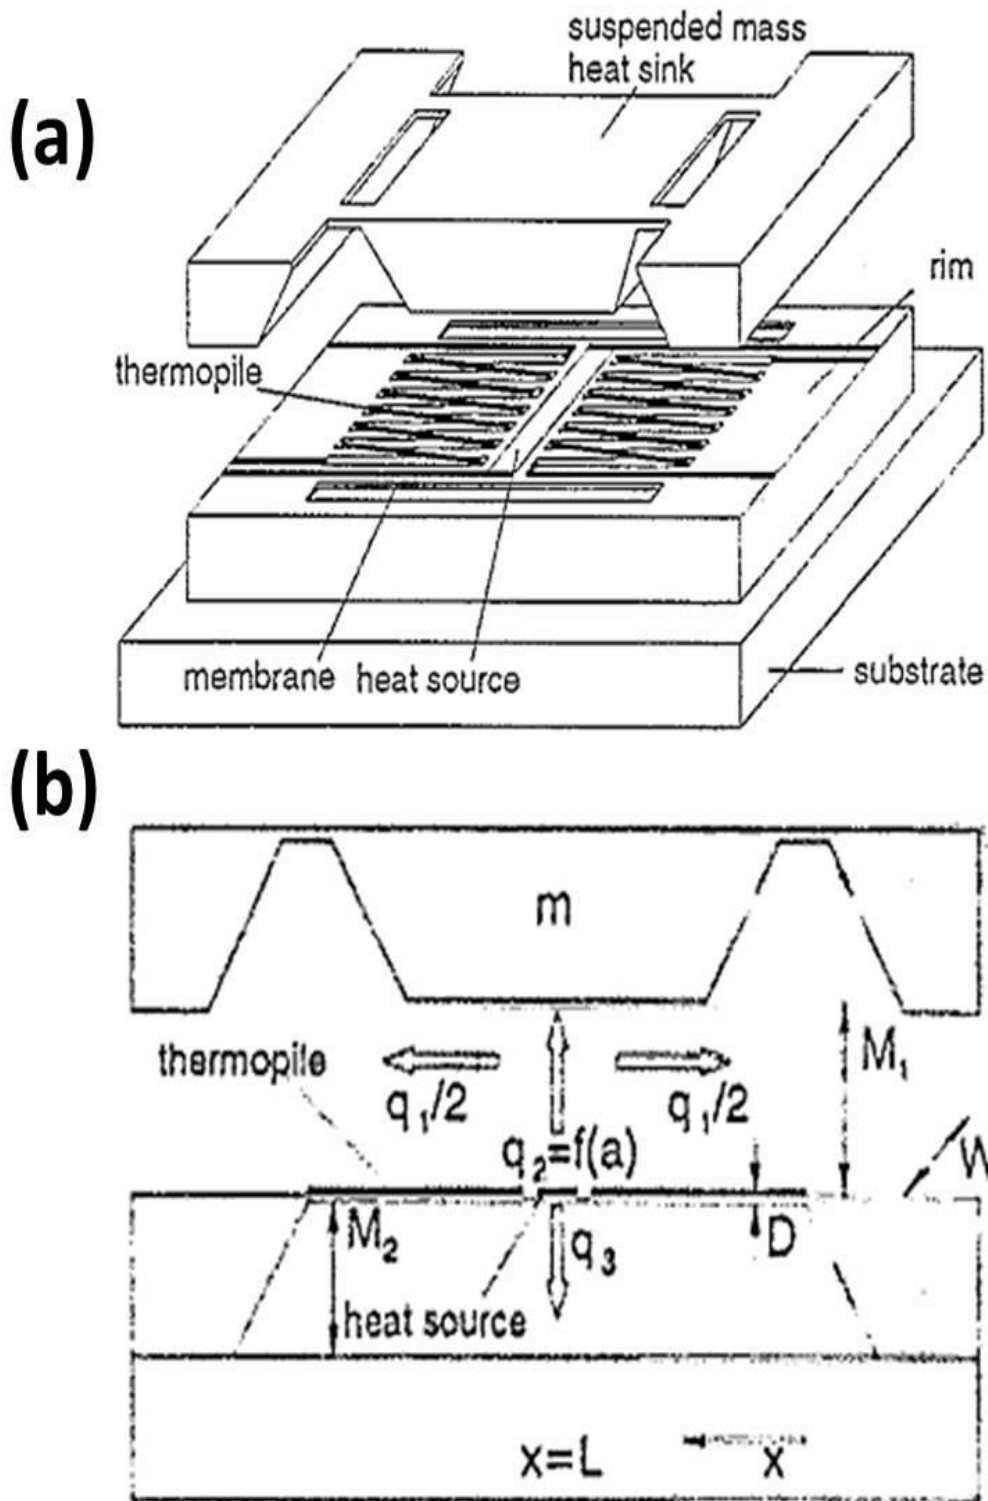 (a)
suspended mass
heat sink
rim
thermopile
membrane heat source
substrate
(b)
m
thermopile
M₁
q₁/2
q₁/2
q₂=f(a)
W
M₂
q₃
D
heat source
x=L
x